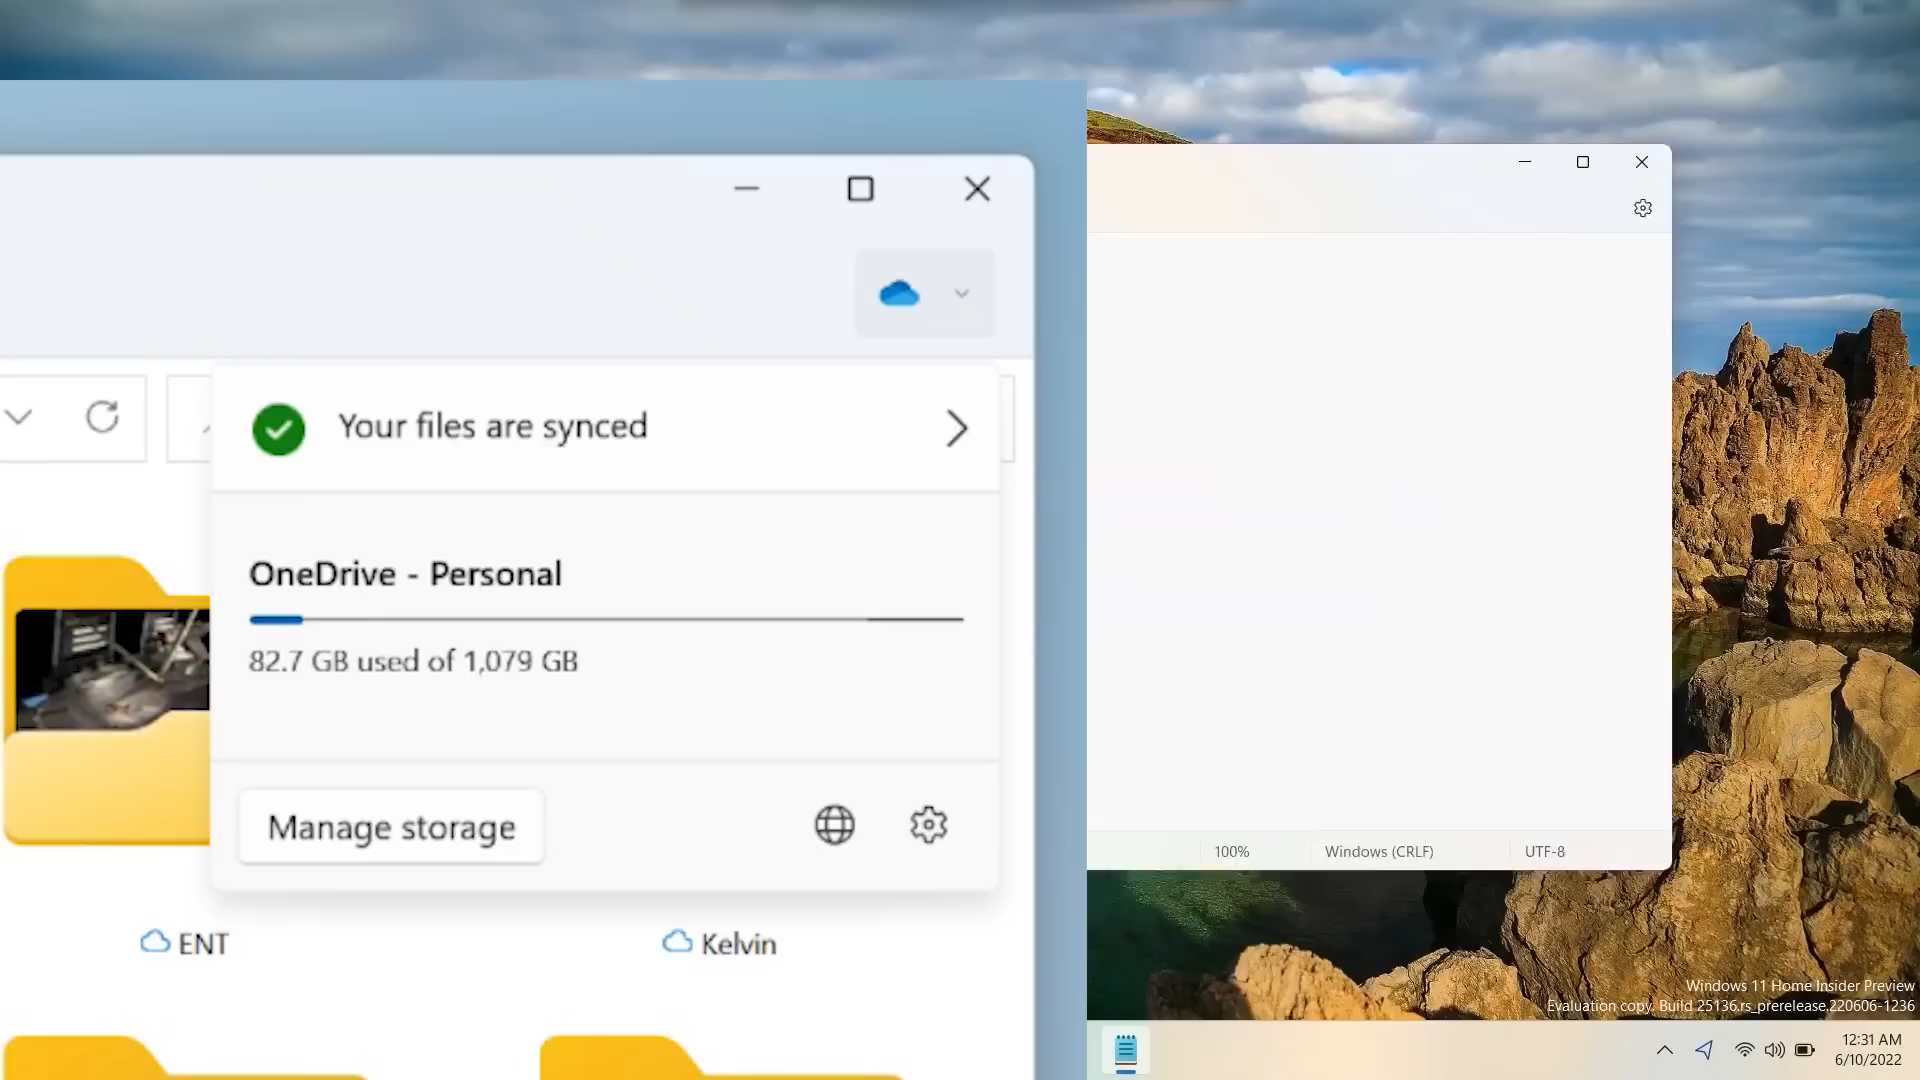 Your files are synced
OneDrive - Personal
82.7 GB used of 1,079 GB
Manage storage
ENT
Kelvin
100%
Windows (CRLF)
UTF-8
Windows 11 Home Insider Preview
Evaluation copy. Build 25136.rs_prerelease.220606-1236
12:31 AM
6/10/2022